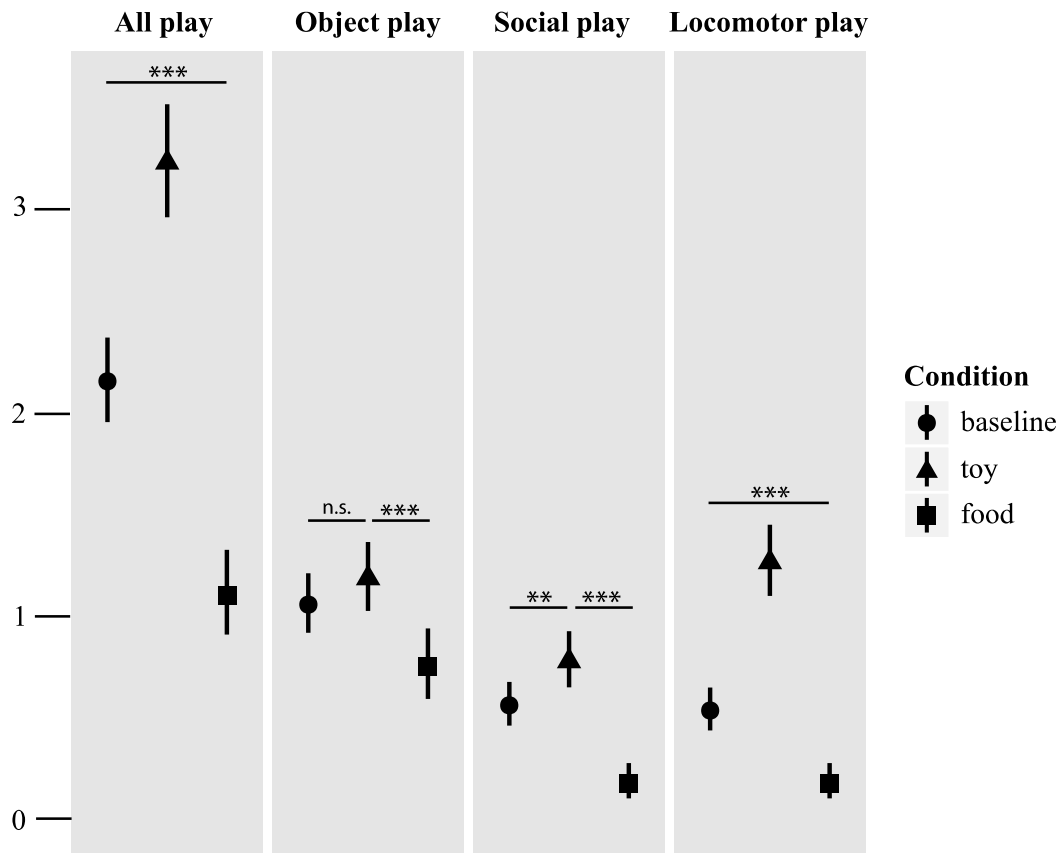 All play
Object play
Social play
Locomotor play
***
3
2
n.s.
***
***
1
**
***
0
Condition
baseline
toy
food